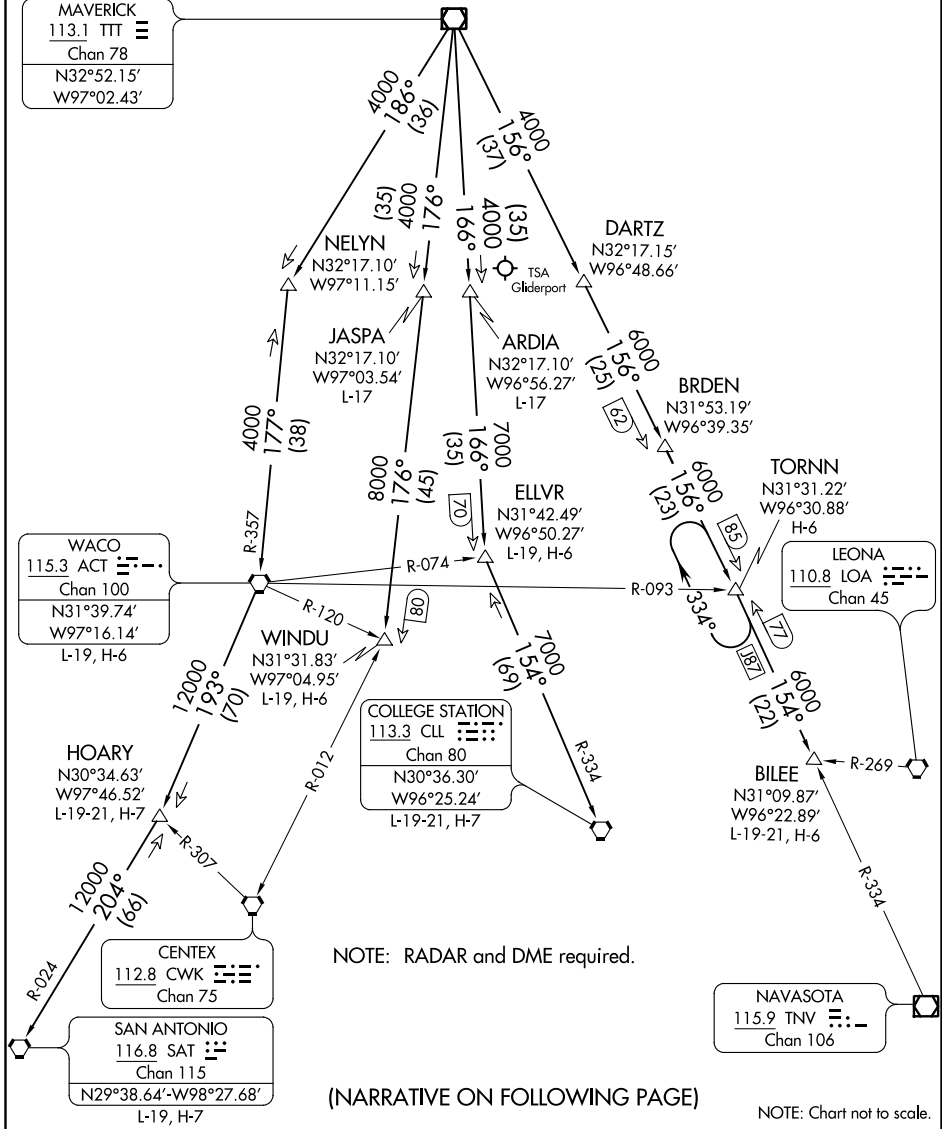 MAVERICK
113.1 TTT
Chan 78
N32°52.15’
W97°02.43’
4000
186°
(36)
(35)
4000
176°
(35)
4000
166°
4000
156°
(37)
NELYN
N32°17.10’
W97°11.15’
TSA
Gliderport
DARTZ
N32°17.15’
W96°48.66’
JASPA
N32°17.10’
W97°03.54’
L-17
ARDIA
N32°17.10’
W96°56.27’
L-17
6000
156°
(25)
62
BRDEN
N31°53.19’
W96°39.35’
4000
177°
(38)
8000
176°
(45)
7000
166°
(35)
70
ELLVR
N31°42.49’
W96°50.27’
L-19, H-6
6000
156°
(23)
85
TORNN
N31°31.22’
W96°30.88’
H-6
R-357
WACO
115.3 ACT
Chan 100
N31°39.74’
W97°16.14’
L-19, H-6
R-074
R-093
R-120
80
334°
77
J87
LEONA
110.8 LOA
Chan 45
WINDU
N31°31.83’
W97°04.95’
L-19, H-6
12000
193°
(70)
7000
154°
(69)
6000
154°
(22)
HOARY
N30°34.63’
W97°46.52’
L-19-21, H-7
R-012
COLLEGE STATION
113.3 CLL
Chan 80
N30°36.30’
W96°25.24’
L-19-21, H-7
R-334
R-269
BILEE
N31°09.87’
W96°22.89’
L-19-21, H-6
R-307
12000
204°
(66)
R-334
R-024
CENTEX
112.8 CWK
Chan 75
NOTE: RADAR and DME required.
NAVASOTA
115.9 TNV
Chan 106
SAN ANTONIO
116.8 SAT
Chan 115
N29°38.64’-W98°27.68’
L-19, H-7
(NARRATIVE ON FOLLOWING PAGE)
NOTE: Chart not to scale.